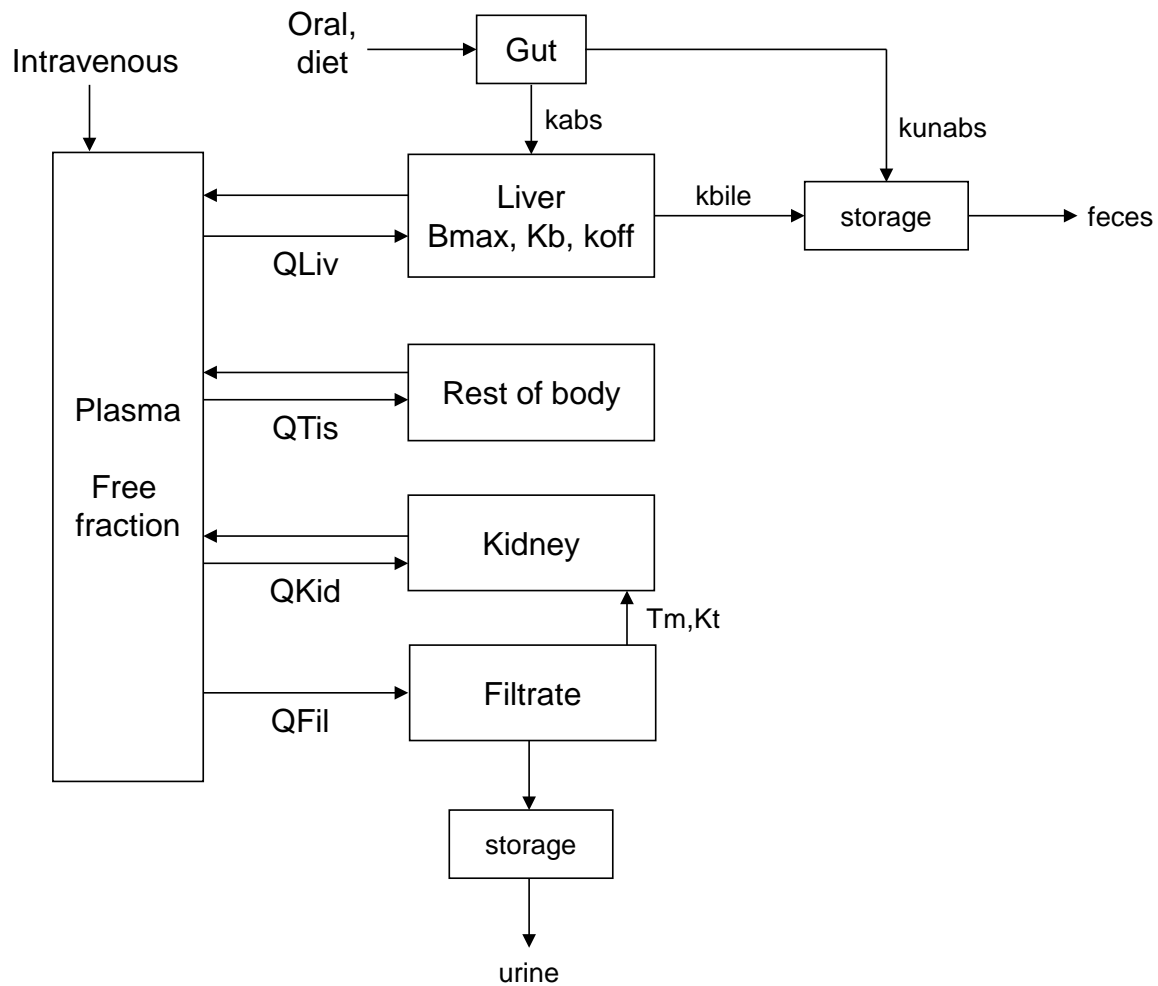 Oral,
diet
Gut
Intravenous
kabs
kunabs
Liver
Bmax, Kb, koff
kbile
storage
feces
QLiv
Plasma
Free
fraction
Rest of body
QTis
Kidney
QKid
Tm,Kt
Filtrate
QFil
storage
urine